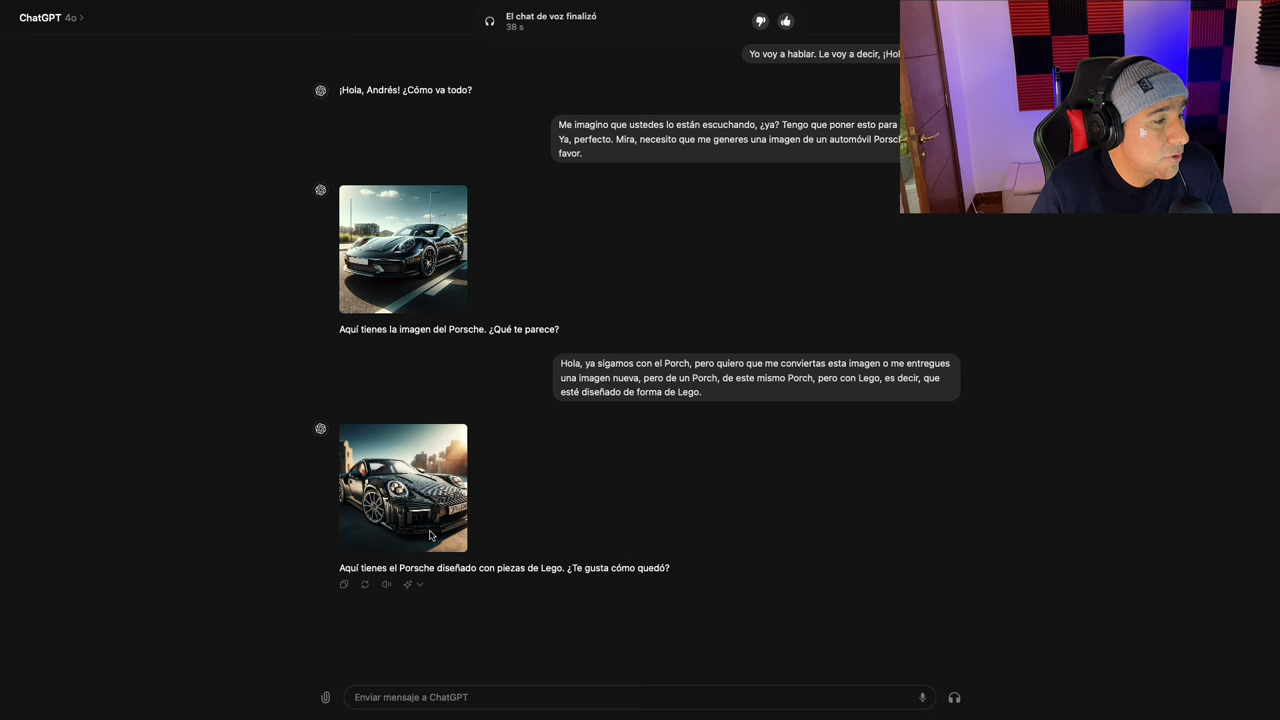 ChatGPT 4o >
El chat de voz finalizó
38 s
Yo voy a hablar. Le voy a decir, ¡Hol
¡Hola, Andrés! ¿Cómo va todo?
Me imagino que ustedes lo están escuchando, ¿ya? Tengo que poner esto para
Ya, perfecto. Mira, necesito que me generes una imagen de un automóvil Porsc
favor.
Aquí tienes la imagen del Porsche. ¿Qué te parece?
Hola, ya sigamos con el Porch, pero quiero que me conviertas esta imagen o me entregues
una imagen nueva, pero de un Porch, de este mismo Porch, pero con Lego, es decir, que
esté diseñado de forma de Lego.
Aquí tienes el Porsche diseñado con piezas de Lego. ¿Te gusta cómo quedó?
Enviar mensaje a ChatGPT